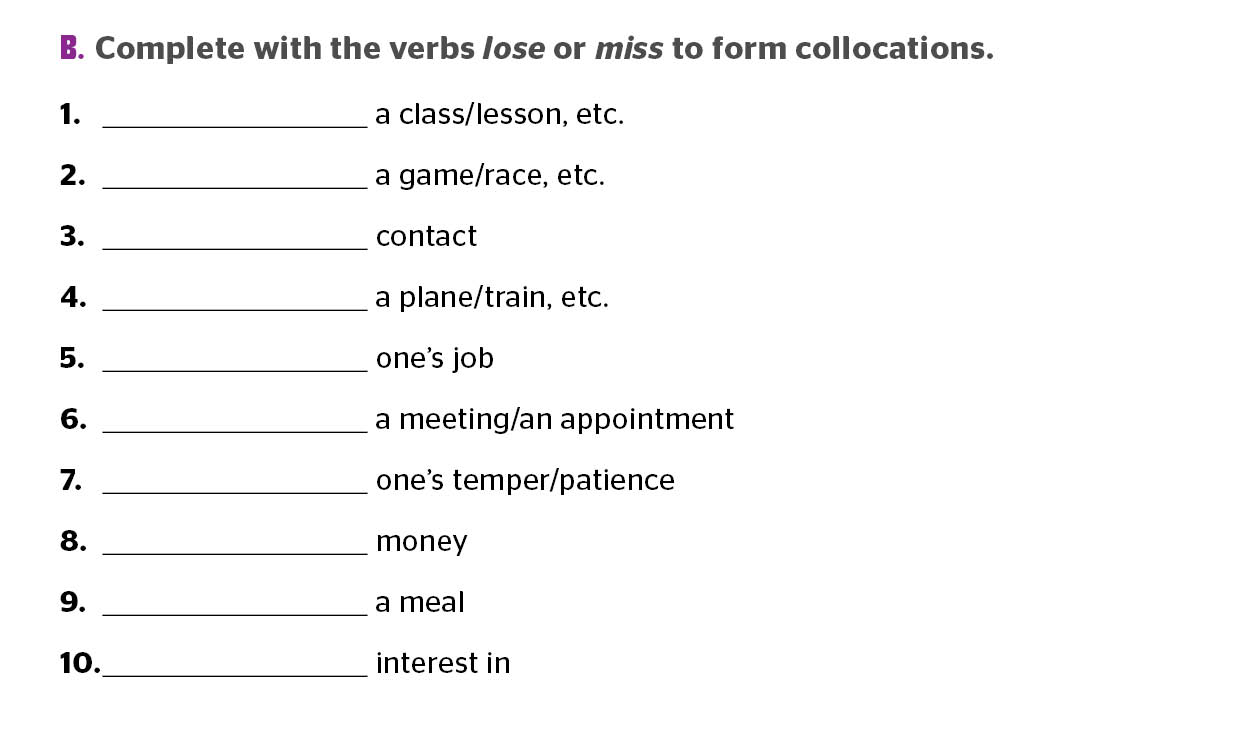 B. Complete with the verbs lose or miss to form collocations.
1. ________________ a class/lesson, etc.
2. ________________ a game/race, etc.
3. ________________ contact
4. ________________ a plane/train, etc.
5. ________________ one’s job
6. ________________ a meeting/an appointment
7. ________________ one’s temper/patience
8. ________________ money
9. ________________ a meal
10. ________________ interest in